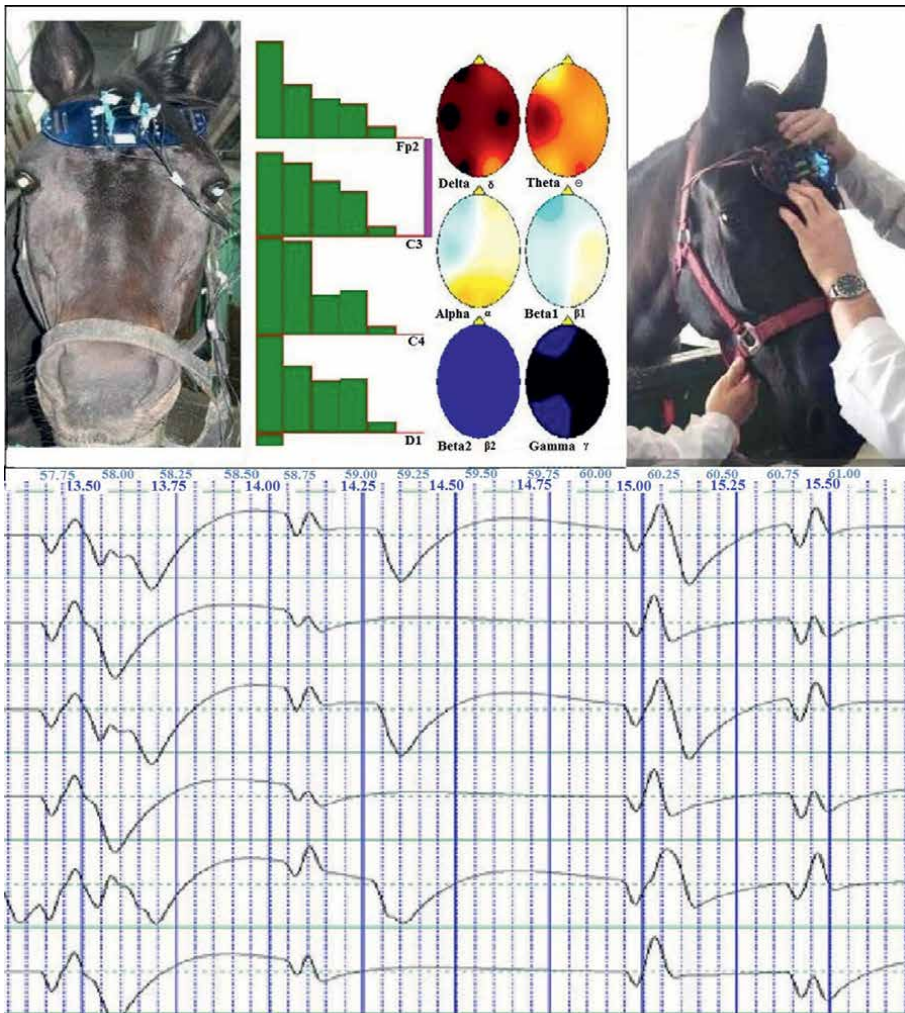 Fp2
C3
C4
D1
Delta δ
Theta Θ
Alpha α
Beta1 β1
Beta2 β2
Gamma γ
57.75 58.00 58.25 58.50 58.75 59.00 59.25 59.50 59.75 60.00 60.25 60.50 60.75 61.00
13.50 13.75 14.00 14.25 14.50 14.75 15.00 15.25 15.50